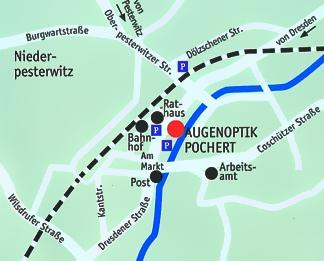 von
Pesterwitz
Ober-
pesterwitzer Str.
von Dresden
Dölzschener Str.
Burgwartstraße
Nieder-
pesterwitz
P
Rat-
haus
P
P
Bahn-
hof
AUGENOPTIK
POCHERT
Am
Markt
Coschützer Straße
Post
Arbeits-
amt
Kantstr.
Wilsdrufer Straße
Dresdener Straße